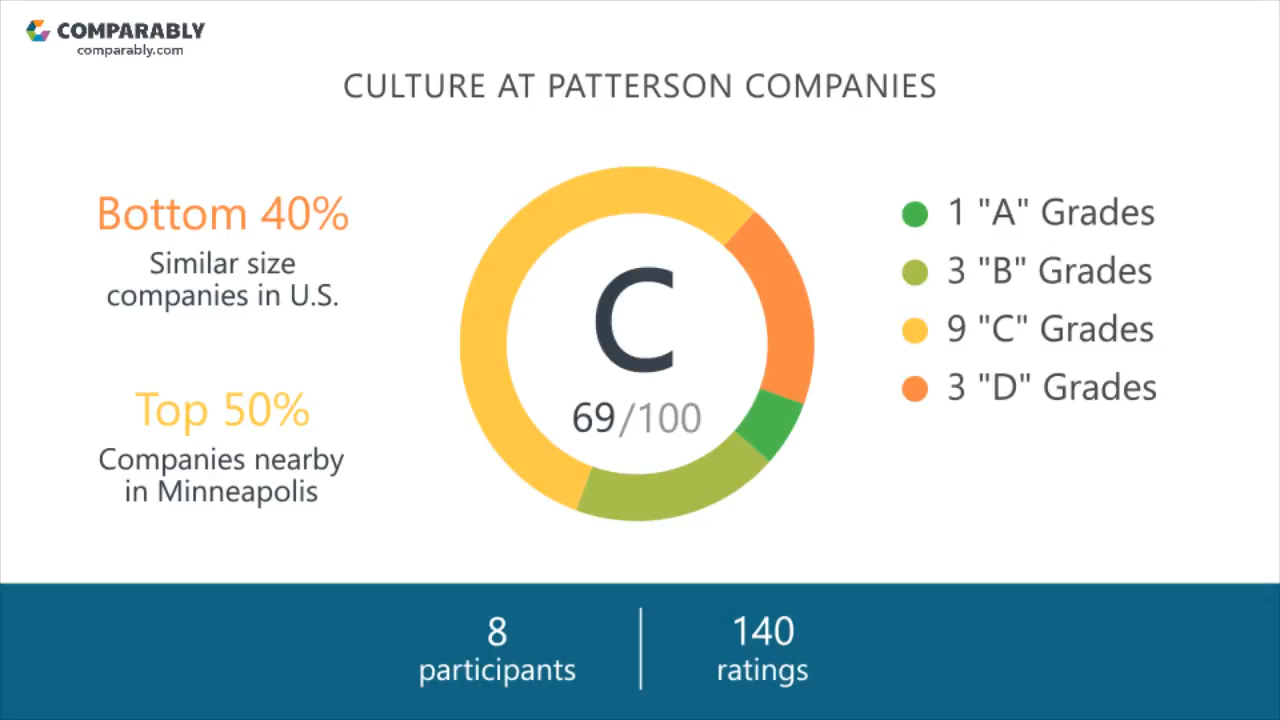 COMPARABLY
comparably.com
CULTURE AT PATTERSON COMPANIES
Bottom 40%
Similar size
companies in U.S.
Top 50%
Companies nearby
in Minneapolis
C
69/100
1 "A" Grades
3 "B" Grades
9 "C" Grades
3 "D" Grades
8
participants
140
ratings